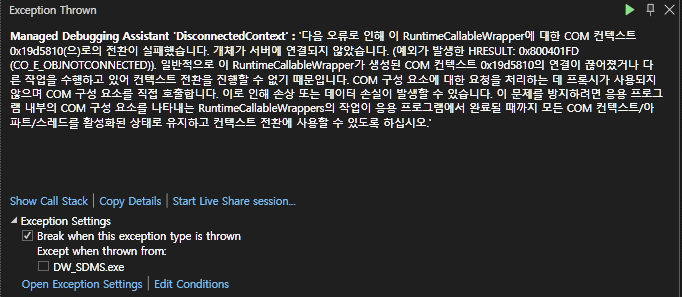 Exception Thrown
Managed Debugging Assistant 'DisconnectedContext' : '다음 오류로 인해 이 RuntimeCallableWrapper에 대한 COM 컨텍스트
0x19d5810(으)로의 전환이 실패했습니다. 개체가 서버에 연결되지 않았습니다. (예외가 발생한 HRESULT: 0x800401FD
(CO_E_OBJNOTCONNECTED)). 일반적으로 이 RuntimeCallableWrapper가 생성된 COM 컨텍스트 0x19d5810의 연결이 끊어졌거나 다
른 작업을 수행하고 있어 컨텍스트 전환을 진행할 수 없기 때문입니다. COM 구성 요소에 대한 요청을 처리하는 데 프록시가 사용되지
않으며 COM 구성 요소를 직접 호출합니다. 이로 인해 손상 또는 데이터 손실이 발생할 수 있습니다. 이 문제를 방지하려면 응용 프로그
램 내부의 COM 구성 요소를 나타내는 RuntimeCallableWrappers의 작업이 응용 프로그램에서 완료될 때까지 모든 COM 컨텍스트/아
파트/스레드를 활성화된 상태로 유지하고 컨텍스트 전환에 사용할 수 있도록 하십시오.'
Show Call Stack | Copy Details | Start Live Share session...
Exception Settings
Break when this exception type is thrown
Except when thrown from:
DW_SDMS.exe
Open Exception Settings | Edit Conditions